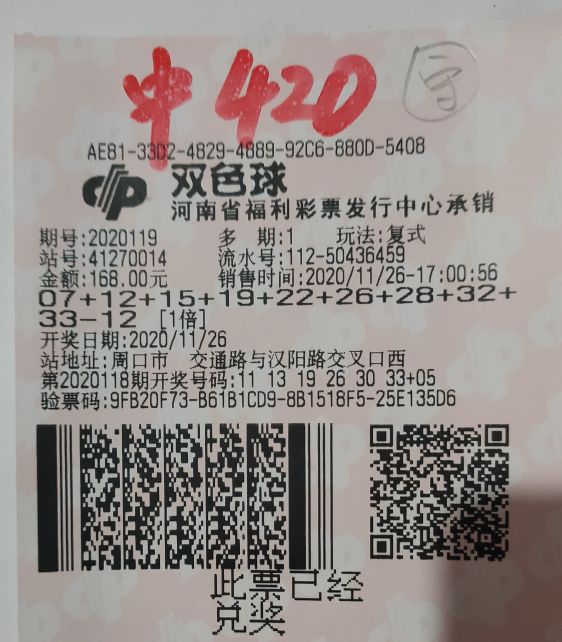 中420
AE81-33D2-4829-4889-92C6-880D-5408
双色球
河南省福利彩票发行中心承销
期号:2020119 多 期:1 玩法:复式
站号:41270014 流水号:112-50436459
金额:168.00元 销售时间:2020/11/26-17:00:56
07+12+15+19+22+26+28+32+
33-12 [1倍]
开奖日期:2020/11/26
站地址:周口市 交通路与汉阳路交叉口西
第2020118期开奖号码:11 13 19 26 30 33+05
验票码:9FB20F73-B61B1CD9-8B1518F5-25E135D6
此票已经
兑奖